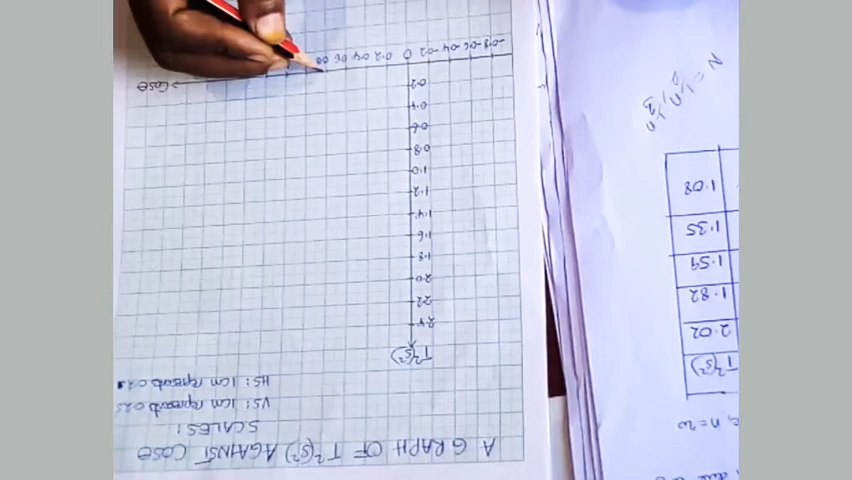 A GRAPH OF T²(s²) AGAINST COSθ
SCALES:
VS: 1cm represents 0.2s
HS: 1cm represents 0.2
T²(s²)
2.4
2.2
2.0
1.8
1.6
1.4
1.2
1.0
0.8
0.6
0.4
0.2
-0.8 -0.6 -0.4 -0.2 0 0.2 0.4 0.6 0.8
Cosθ
T²(s²)
2.02
1.82
1.59
1.35
1.08